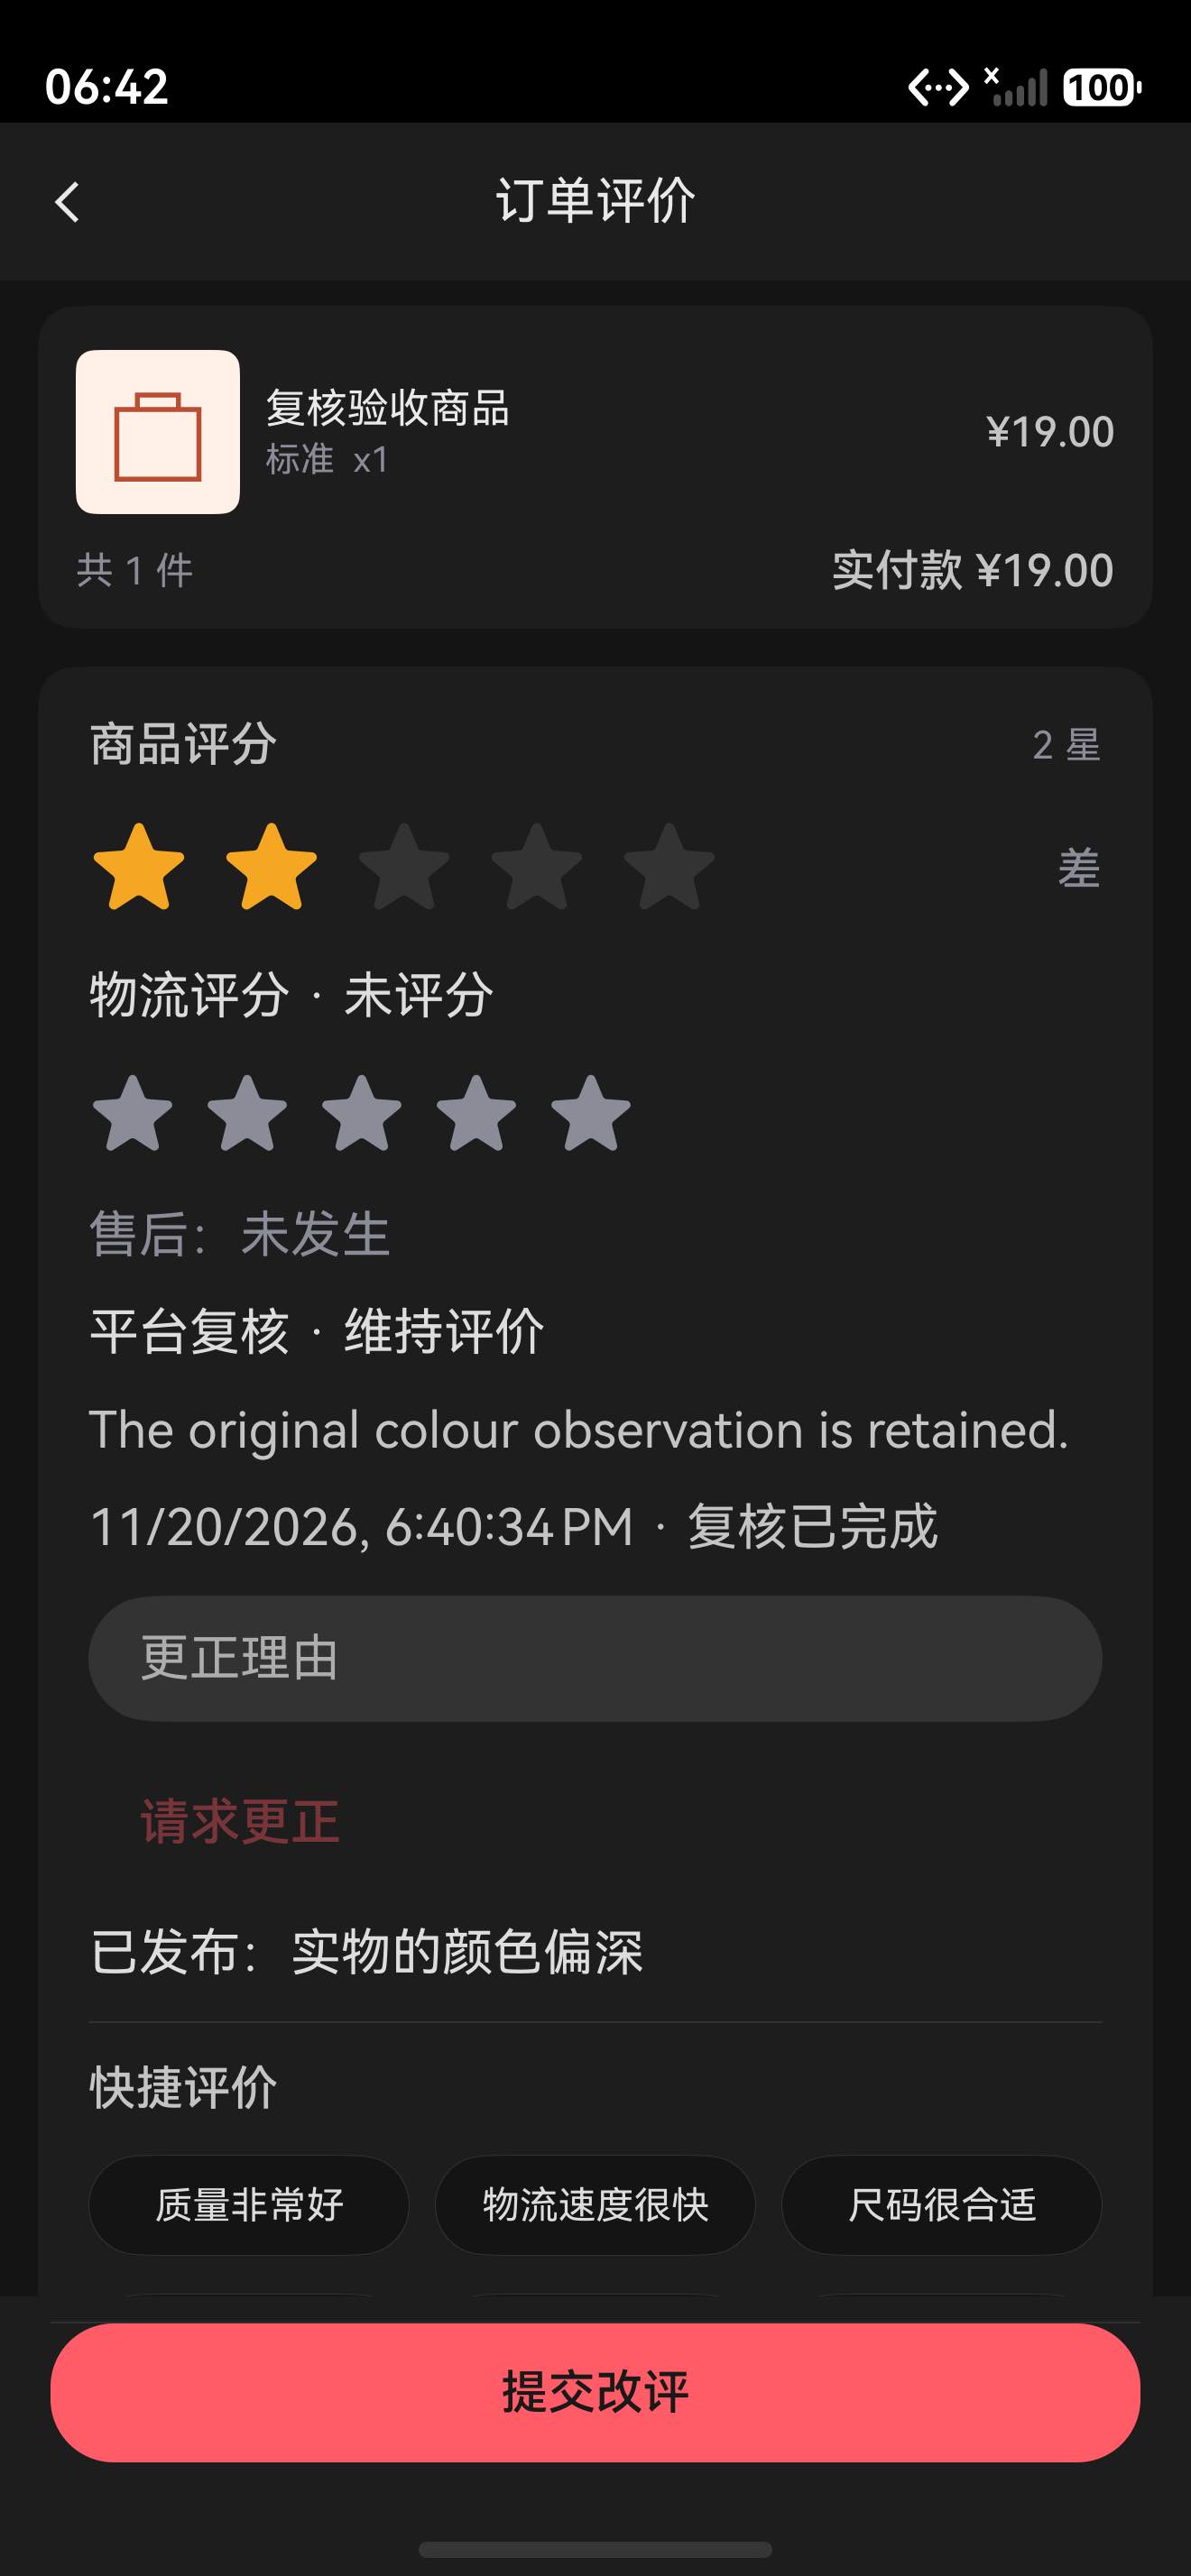 06:42
100
订单评价
复核验收商品
标准 x1
¥19.00
共 1 件
实付款 ¥19.00
商品评分
2 星
差
物流评分 · 未评分
售后：未发生
平台复核 · 维持评价
The original colour observation is retained.
11/20/2026, 6:40:34 PM · 复核已完成
更正理由
请求更正
已发布：实物的颜色偏深
快捷评价
质量非常好
物流速度很快
尺码很合适
提交改评